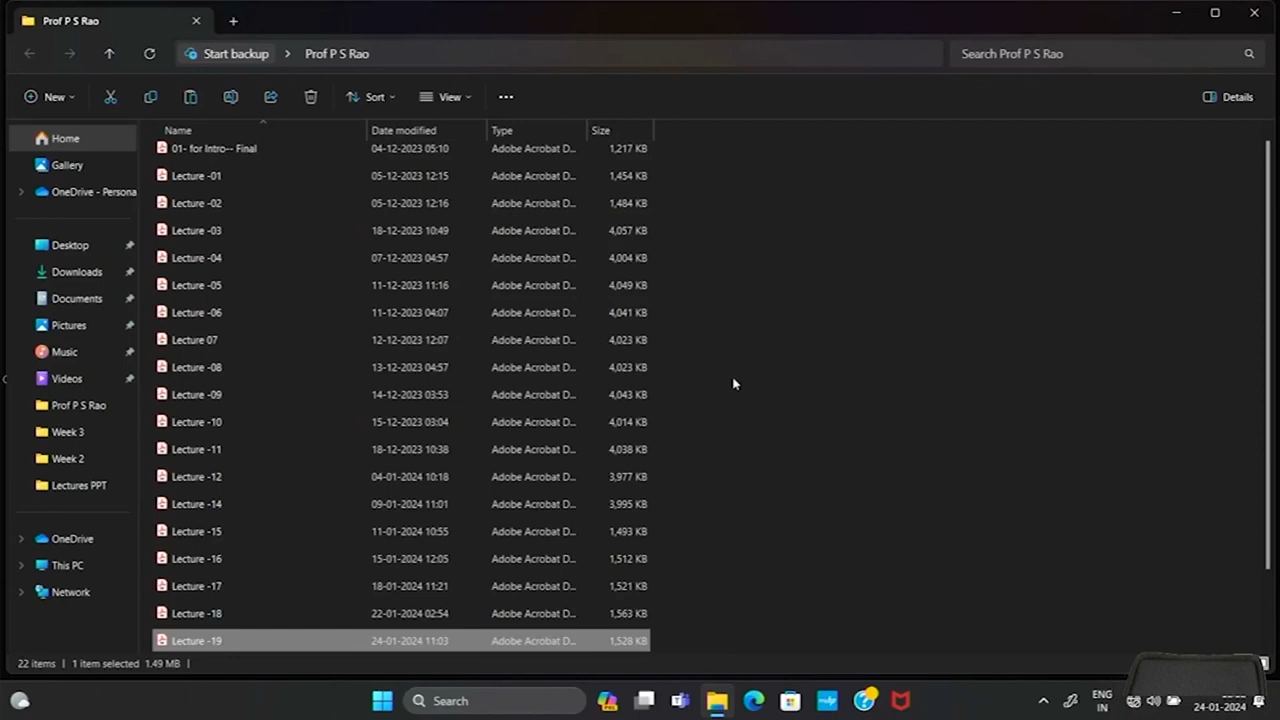 Prof P S Rao
Start backup > Prof P S Rao
Search Prof P S Rao
New
Sort
View
Details
Name Date modified Type Size
01- for Intro-- Final 04-12-2023 05:10 Adobe Acrobat D... 1,217 KB
Lecture -01 05-12-2023 12:15 Adobe Acrobat D... 1,454 KB
Lecture -02 05-12-2023 12:16 Adobe Acrobat D... 1,484 KB
Lecture -03 18-12-2023 10:49 Adobe Acrobat D... 4,057 KB
Lecture -04 07-12-2023 04:57 Adobe Acrobat D... 4,004 KB
Lecture -05 11-12-2023 11:16 Adobe Acrobat D... 4,049 KB
Lecture -06 11-12-2023 04:07 Adobe Acrobat D... 4,041 KB
Lecture 07 12-12-2023 12:07 Adobe Acrobat D... 4,023 KB
Lecture -08 13-12-2023 04:57 Adobe Acrobat D... 4,023 KB
Lecture -09 14-12-2023 03:53 Adobe Acrobat D... 4,043 KB
Lecture -10 15-12-2023 03:04 Adobe Acrobat D... 4,014 KB
Lecture -11 18-12-2023 10:38 Adobe Acrobat D... 4,038 KB
Lecture -12 04-01-2024 10:18 Adobe Acrobat D... 3,977 KB
Lecture -14 09-01-2024 11:01 Adobe Acrobat D... 3,995 KB
Lecture -15 11-01-2024 10:55 Adobe Acrobat D... 1,493 KB
Lecture -16 15-01-2024 12:05 Adobe Acrobat D... 1,512 KB
Lecture -17 18-01-2024 11:21 Adobe Acrobat D... 1,521 KB
Lecture -18 22-01-2024 02:54 Adobe Acrobat D... 1,563 KB
Lecture -19 24-01-2024 11:03 Adobe Acrobat D... 1,528 KB
Home
Gallery
OneDrive - Persona
Desktop
Downloads
Documents
Pictures
Music
Videos
Prof P S Rao
Week 3
Week 2
Lectures PPT
OneDrive
This PC
Network
22 items | 1 item selected 1.49 MB |
Search
ENG
IN
24-01-2024